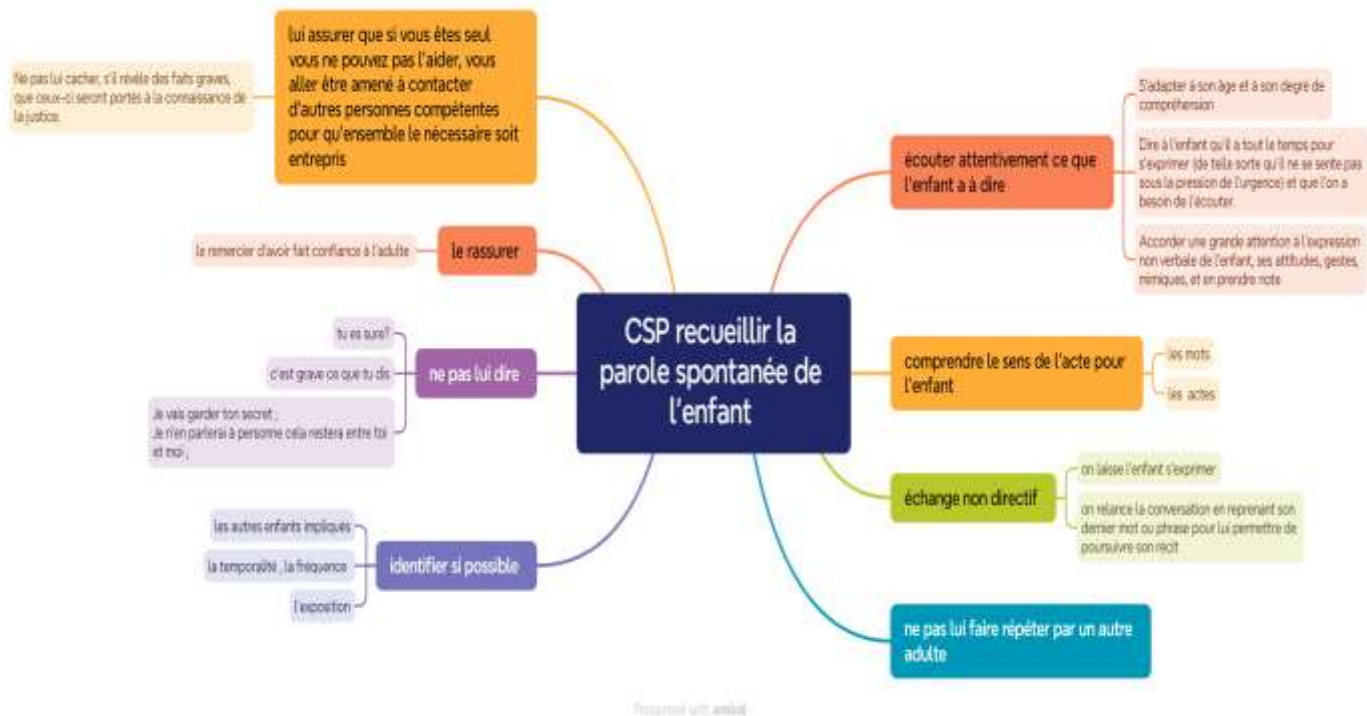 CSP recueillir la
parole spontanée de
l'enfant
écouter attentivement ce que
l'enfant a à dire
S'adapter à son âge et à son degré de
compréhension
Dire à l'enfant qu'il a tout le temps pour
s'exprimer (de telle sorte qu'il ne se sente pas
sous la pression de l'urgence) et que l'on a
besoin de l'écouter.
Accorder une grande attention a l'expression
non verbale de l'enfant, ses attitudes, gestes,
mimiques, et en prendre note
comprendre le sens de l'acte pour
l'enfant
les mots
les actes
échange non directif
on laisse l'enfant s'exprimer
on relance la conversation en reprenant son
dernier mot ou phrase pour lui permettre de
poursuivre son récit
ne pas lui faire répéter par un autre
adulte
lui assurer que si vous êtes seul
vous ne pouvez pas l'aider, vous
aller être amené à contacter
d'autres personnes compétentes
pour qu'ensemble le nécessaire soit
entrepris
Ne pas lui cacher, s'il révèle des faits graves,
que ceux-ci seront portés à la connaissance de
la justice.
le rassurer
le remercier d'avoir fait confiance à l'adulte
ne pas lui dire
tu es sure?
c'est grave ce que tu dis
Je vais garder ton secret ,
Je n'en parlerai à personne cela restera entre toi
et moi ,
identifier si possible
les autres enfants impliqués
la temporalité , la fréquence
l'exposition
Presented with xmind